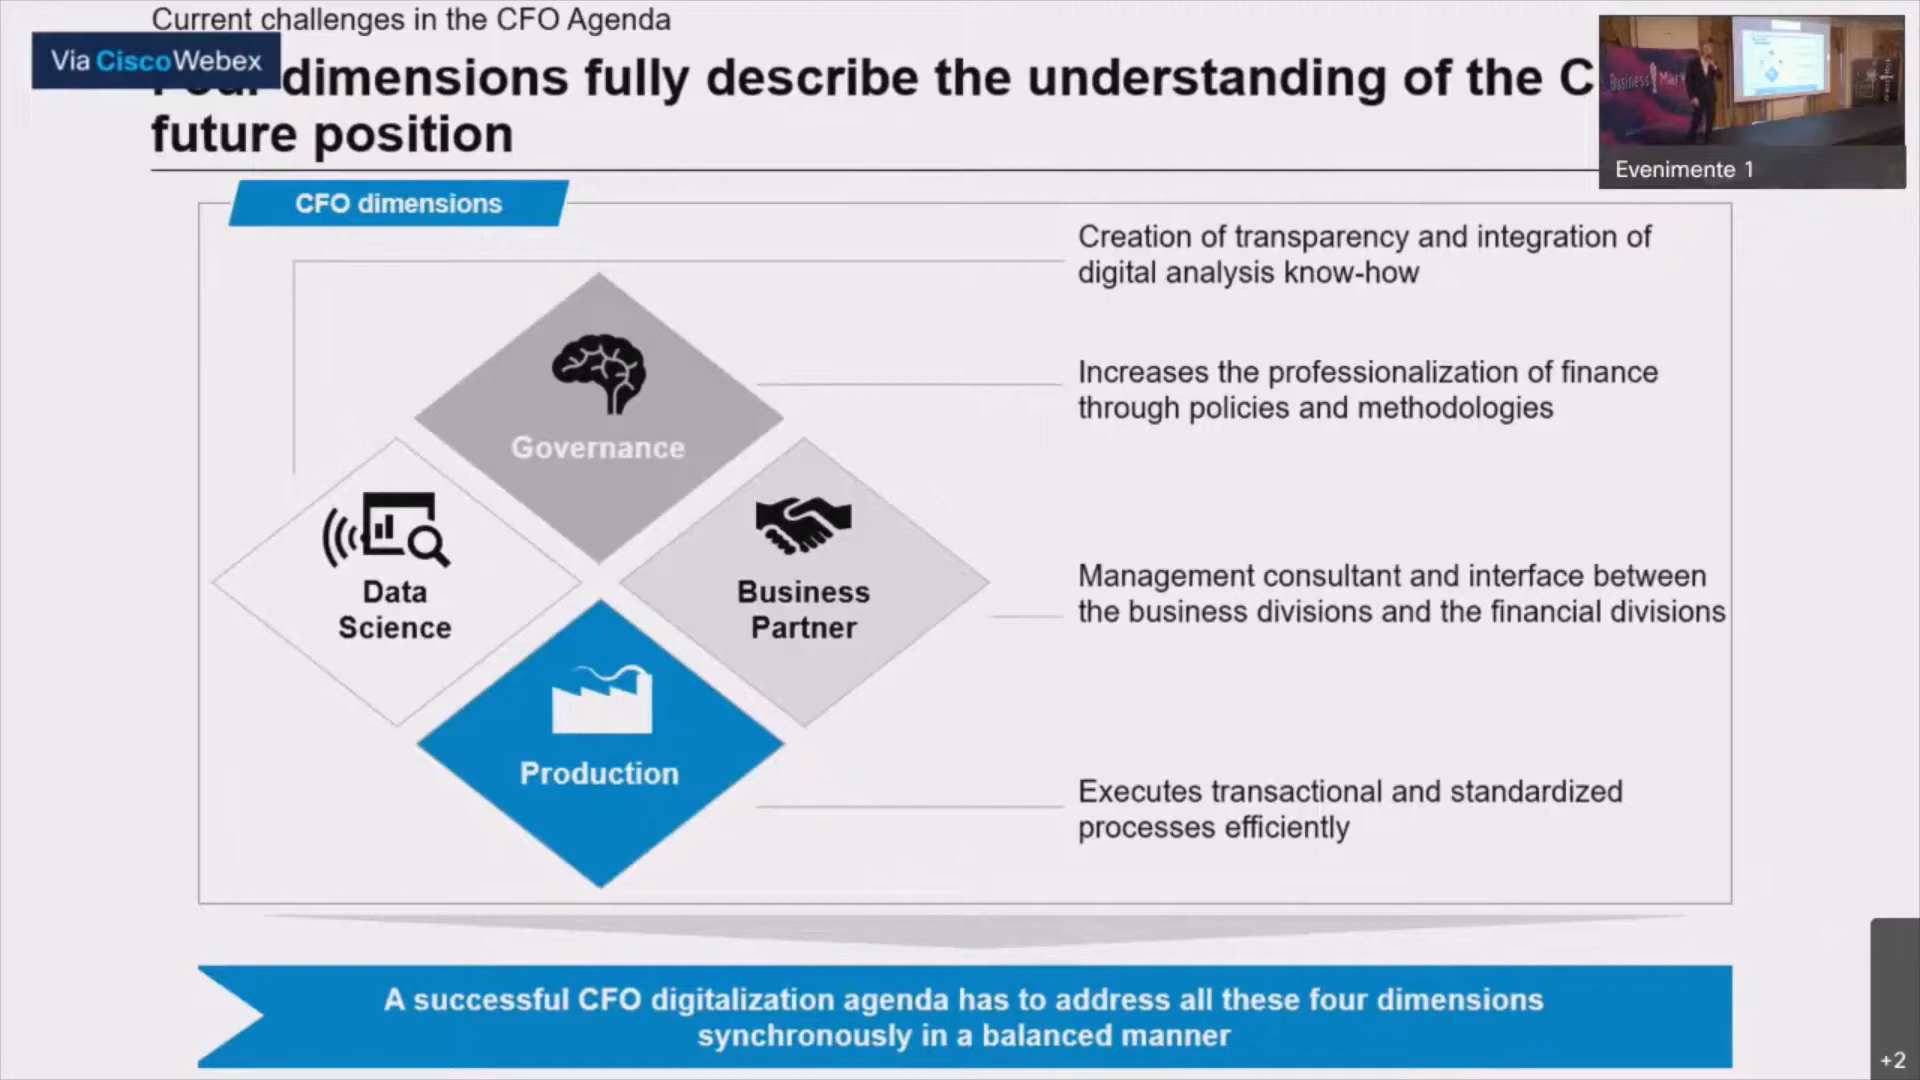 Current challenges in the CFO Agenda
Via CiscoWebex
dimensions fully describe the understanding of the C
future position
Evenimente 1
CFO dimensions
Creation of transparency and integration of
digital analysis know-how
Increases the professionalization of finance
through policies and methodologies
Governance
Data
Science
Business
Partner
Management consultant and interface between
the business divisions and the financial divisions
Production
Executes transactional and standardized
processes efficiently
A successful CFO digitalization agenda has to address all these four dimensions
synchronously in a balanced manner
+2